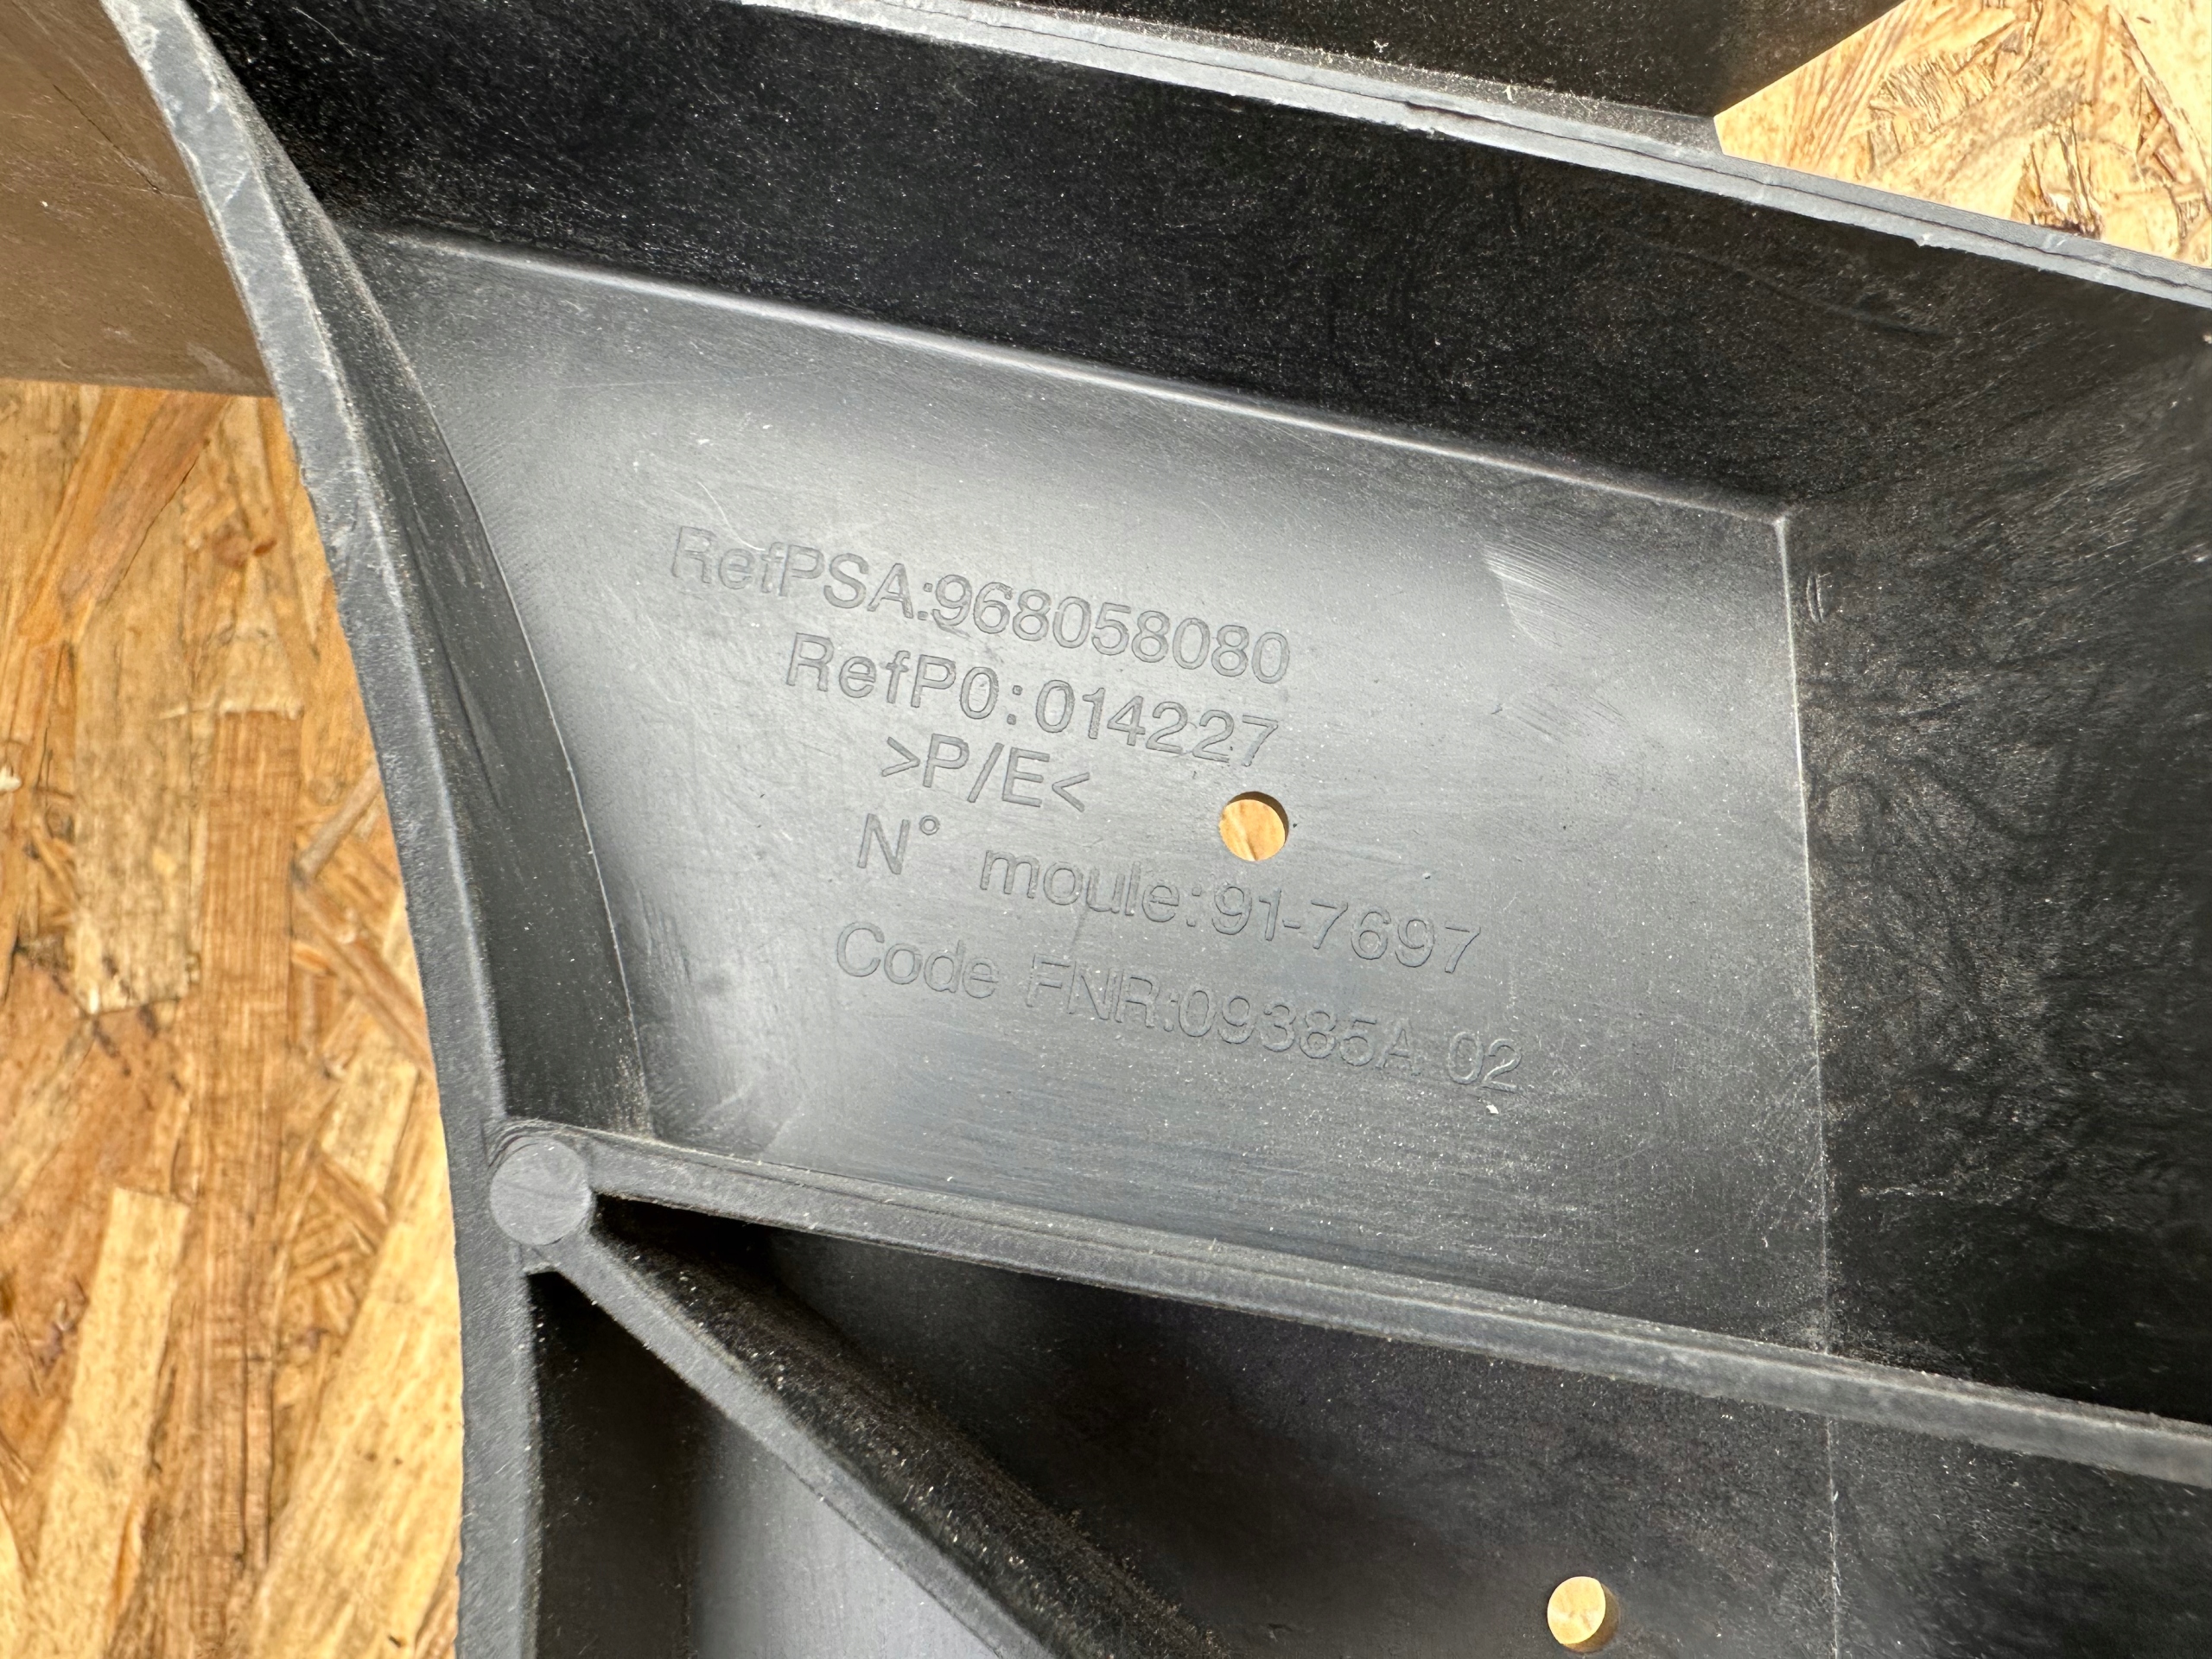 RefPSA:968058080
RefP0:014227
>P/E<
N° moule:91-7697
Code FNR:09385A 02